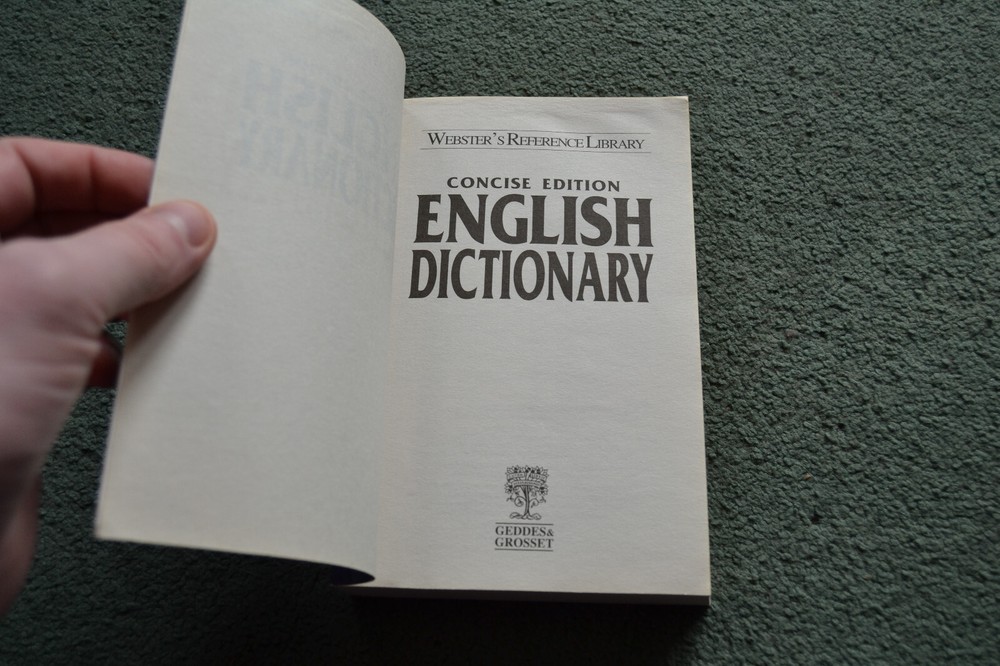 WEBSTER'S REFERENCE LIBRARY
CONCISE EDITION
ENGLISH
DICTIONARY
GEDDES&
GROSSET